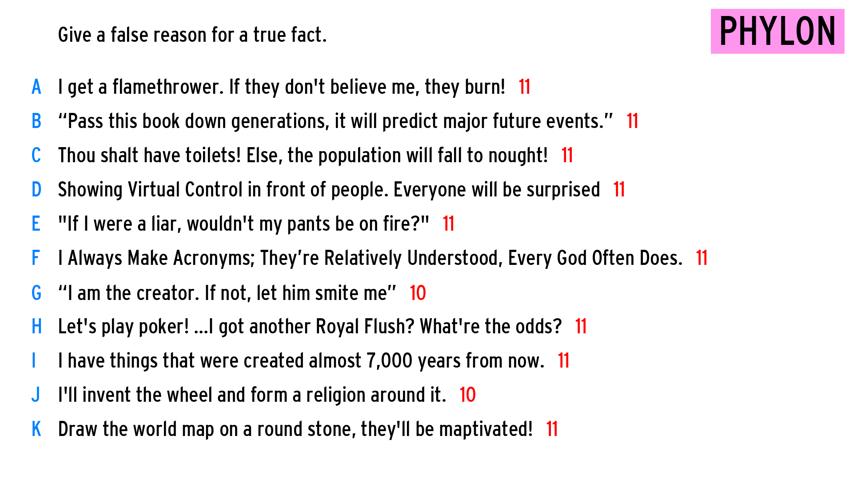 Give a false reason for a true fact.
PHYLON
A I get a flamethrower. If they don't believe me, they burn! 11
B “Pass this book down generations, it will predict major future events.” 11
C Thou shalt have toilets! Else, the population will fall to nought! 11
D Showing Virtual Control in front of people. Everyone will be surprised 11
E "If I were a liar, wouldn't my pants be on fire?" 11
F I Always Make Acronyms; They’re Relatively Understood, Every God Often Does. 11
G “I am the creator. If not, let him smite me” 10
H Let's play poker! ...I got another Royal Flush? What're the odds? 11
I I have things that were created almost 7,000 years from now. 11
J I'll invent the wheel and form a religion around it. 10
K Draw the world map on a round stone, they'll be maptivated! 11